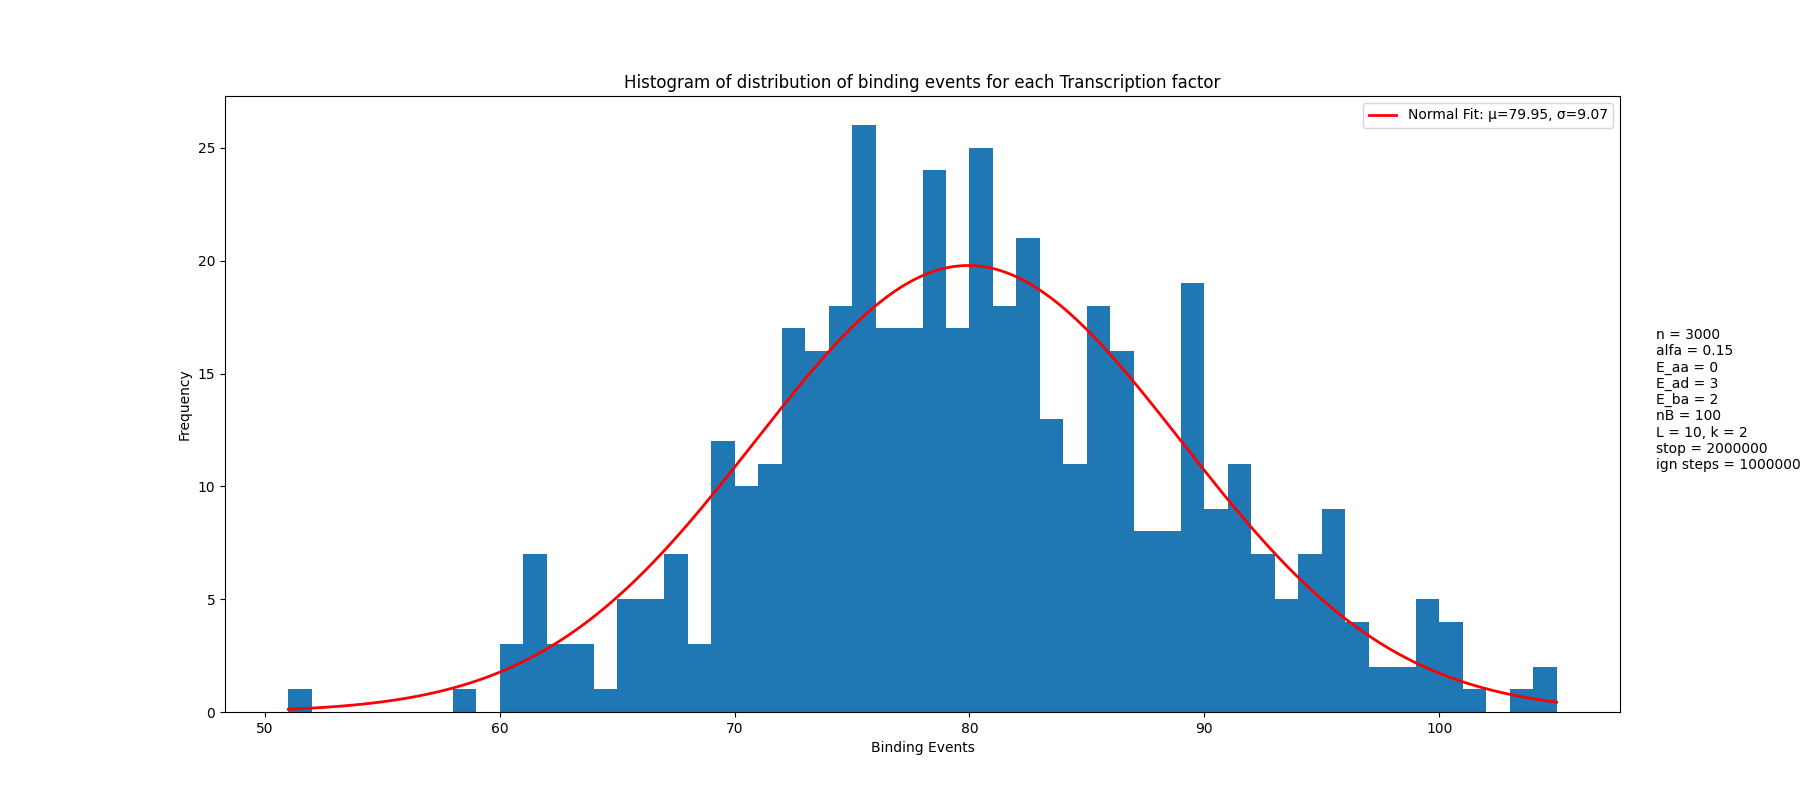 Histogram of distribution of binding events for each Transcription factor
Normal Fit: μ=79.95, σ=9.07
25
20
15
10
5
0
Frequency
50 60 70 80 90 100
Binding Events
n = 3000
alfa = 0.15
E_aa = 0
E_ad = 3
E_ba = 2
nB = 100
L = 10, k = 2
stop = 2000000
ign steps = 1000000